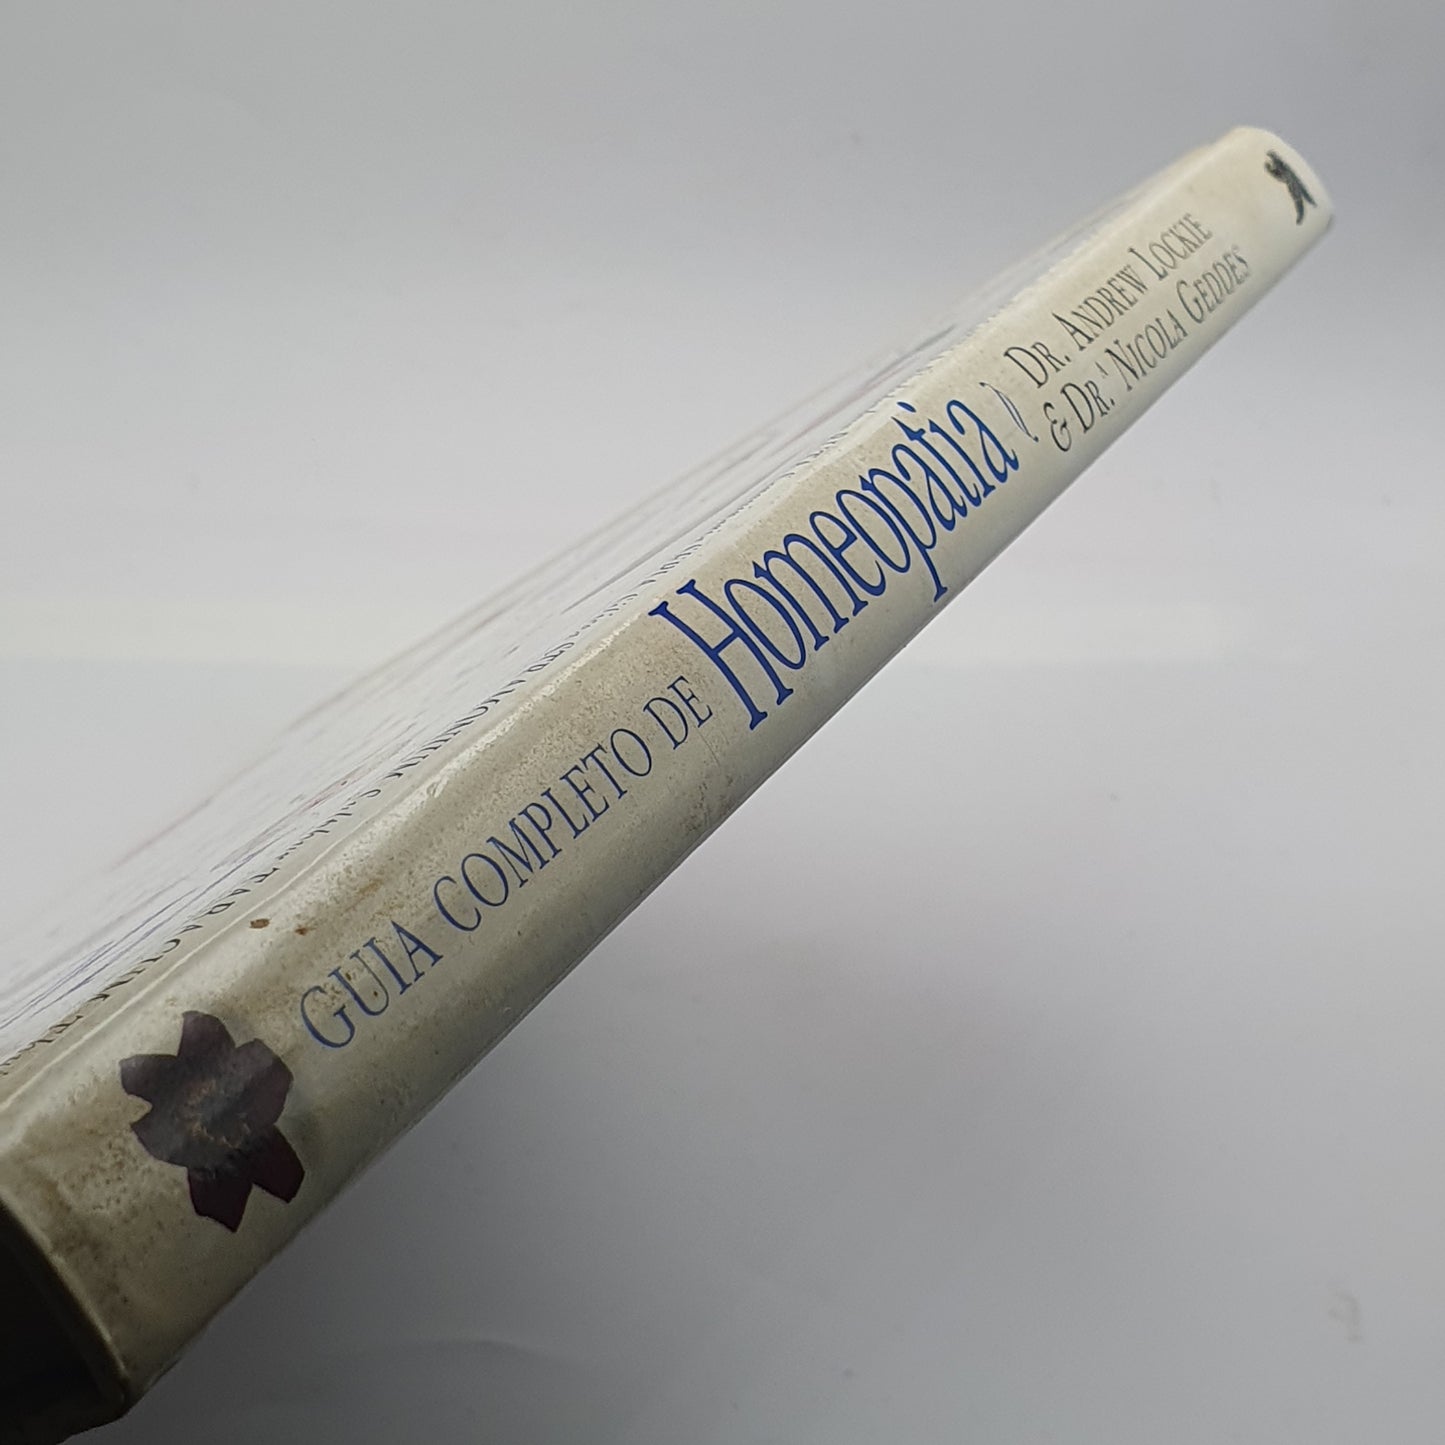 GUIA COMPLETO DE Homeopatia
DR. ANDREW LOCKIE
& DR.ª NICOLA GEDDES